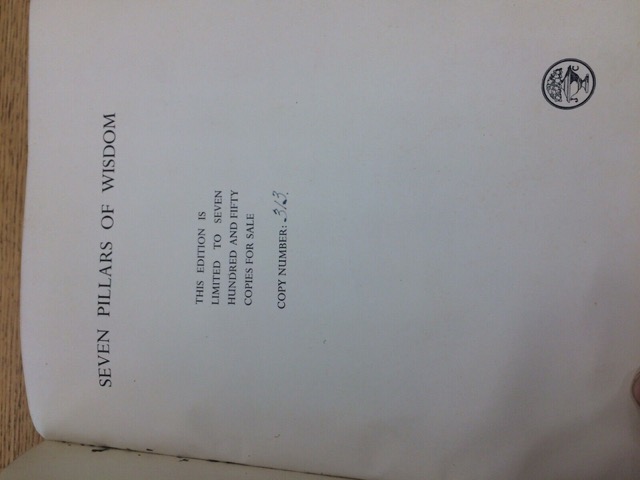 SEVEN PILLARS OF WISDOM
THIS EDITION IS
LIMITED TO SEVEN
HUNDRED AND FIFTY
COPIES FOR SALE
COPY NUMBER: 313.
J C